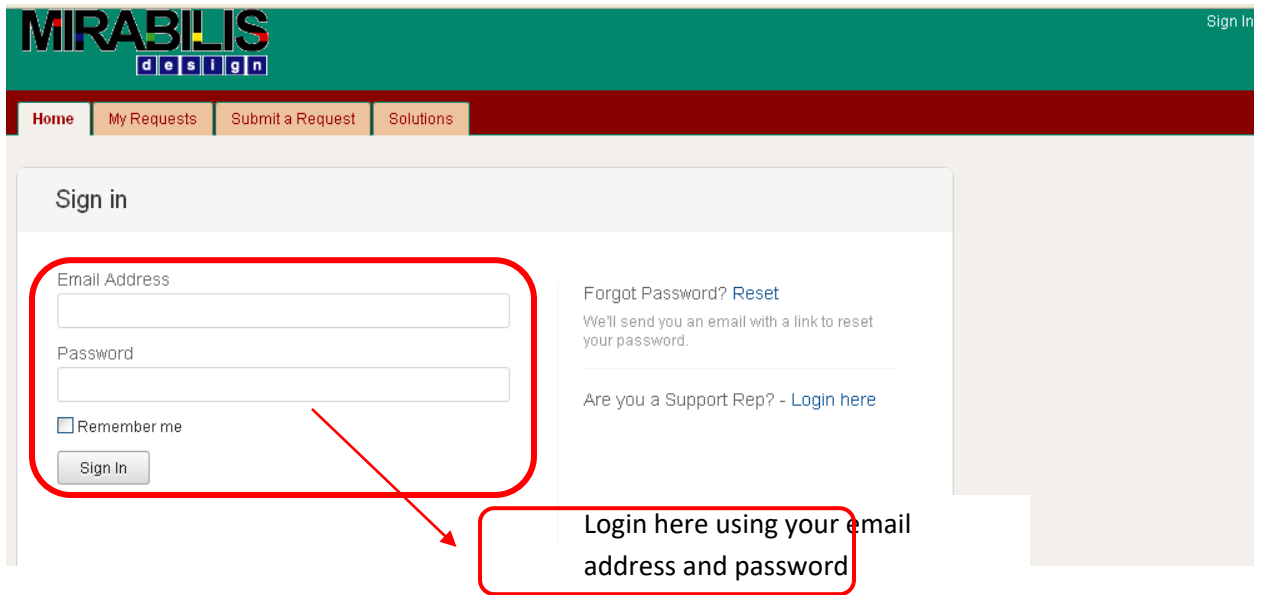 MIRABILIS
design
Sign In
Home My Requests Submit a Request Solutions
Sign in
Email Address
Password
Remember me
Sign In
Forgot Password? Reset
We'll send you an email with a link to reset
your password.
Are you a Support Rep? - Login here
Login here using your email
address and password